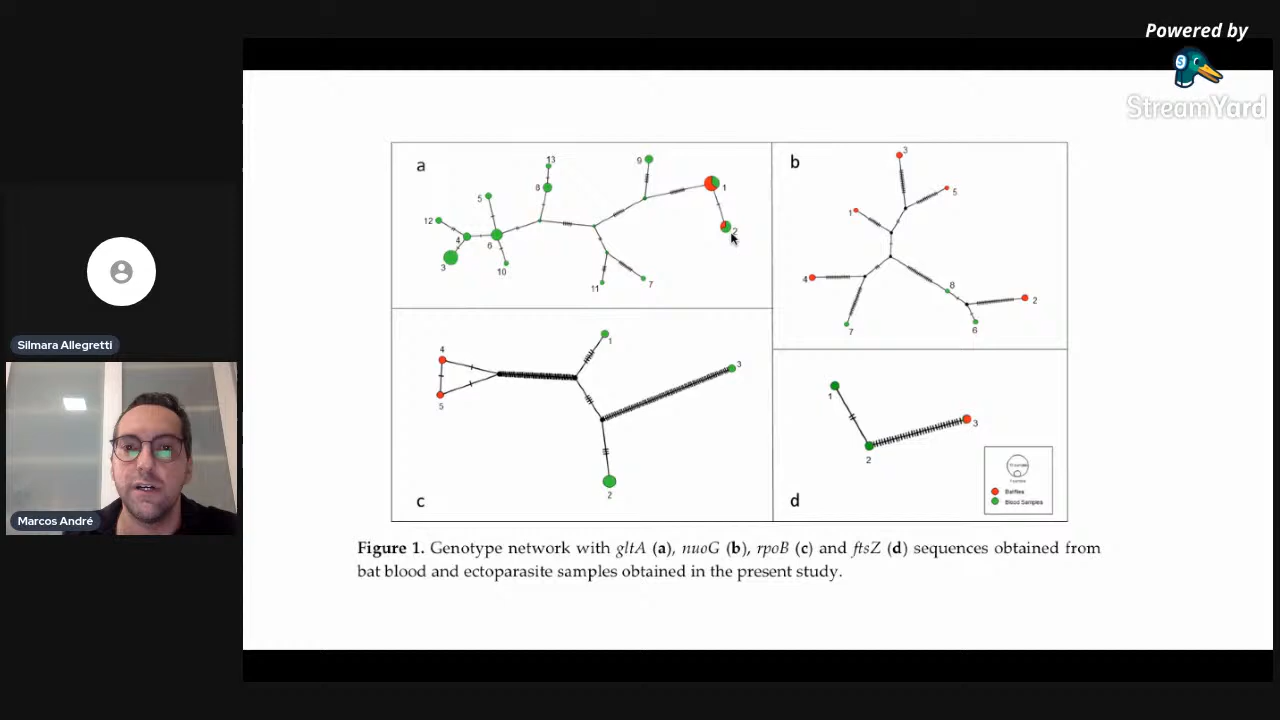 Powered by
StreamYard
a
13
9
8
1
5
12
2
4
6
3
10
11
7
b
3
5
1
4
8
2
7
6
4
1
3
5
c
2
1
3
2
d
Batflies
Blood Samples
Figure 1. Genotype network with gltA (a), nuoG (b), rpoB (c) and ftsZ (d) sequences obtained from
bat blood and ectoparasite samples obtained in the present study.
Silmara Allegretti
Marcos André